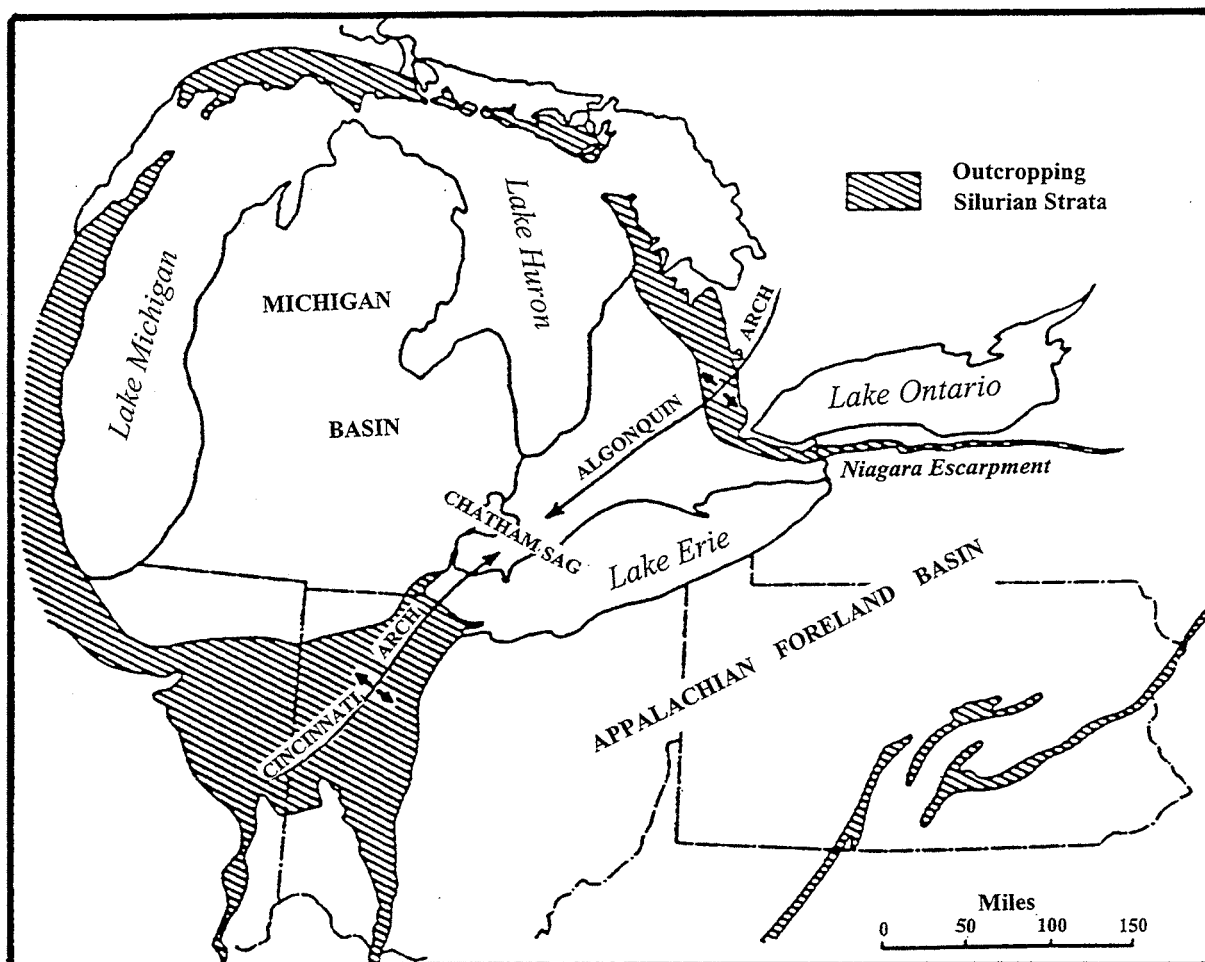 Outcropping
Silurian Strata
Lake Huron
Lake Michigan
MICHIGAN
BASIN
ARCH
ALGONQUIN
Lake Ontario
Niagara Escarpment
CHATHAM SAG
Lake Erie
APPALACHIAN FORELAND BASIN
ARCH
CINCINNATI
Miles
0 50 100 150